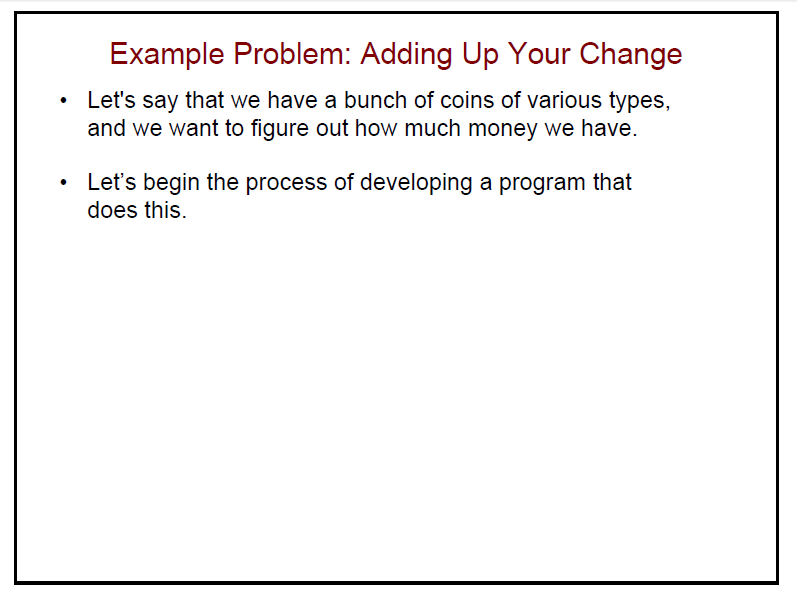 Example Problem: Adding Up Your Change
• Let's say that we have a bunch of coins of various types,
and we want to figure out how much money we have.
• Let’s begin the process of developing a program that
does this.